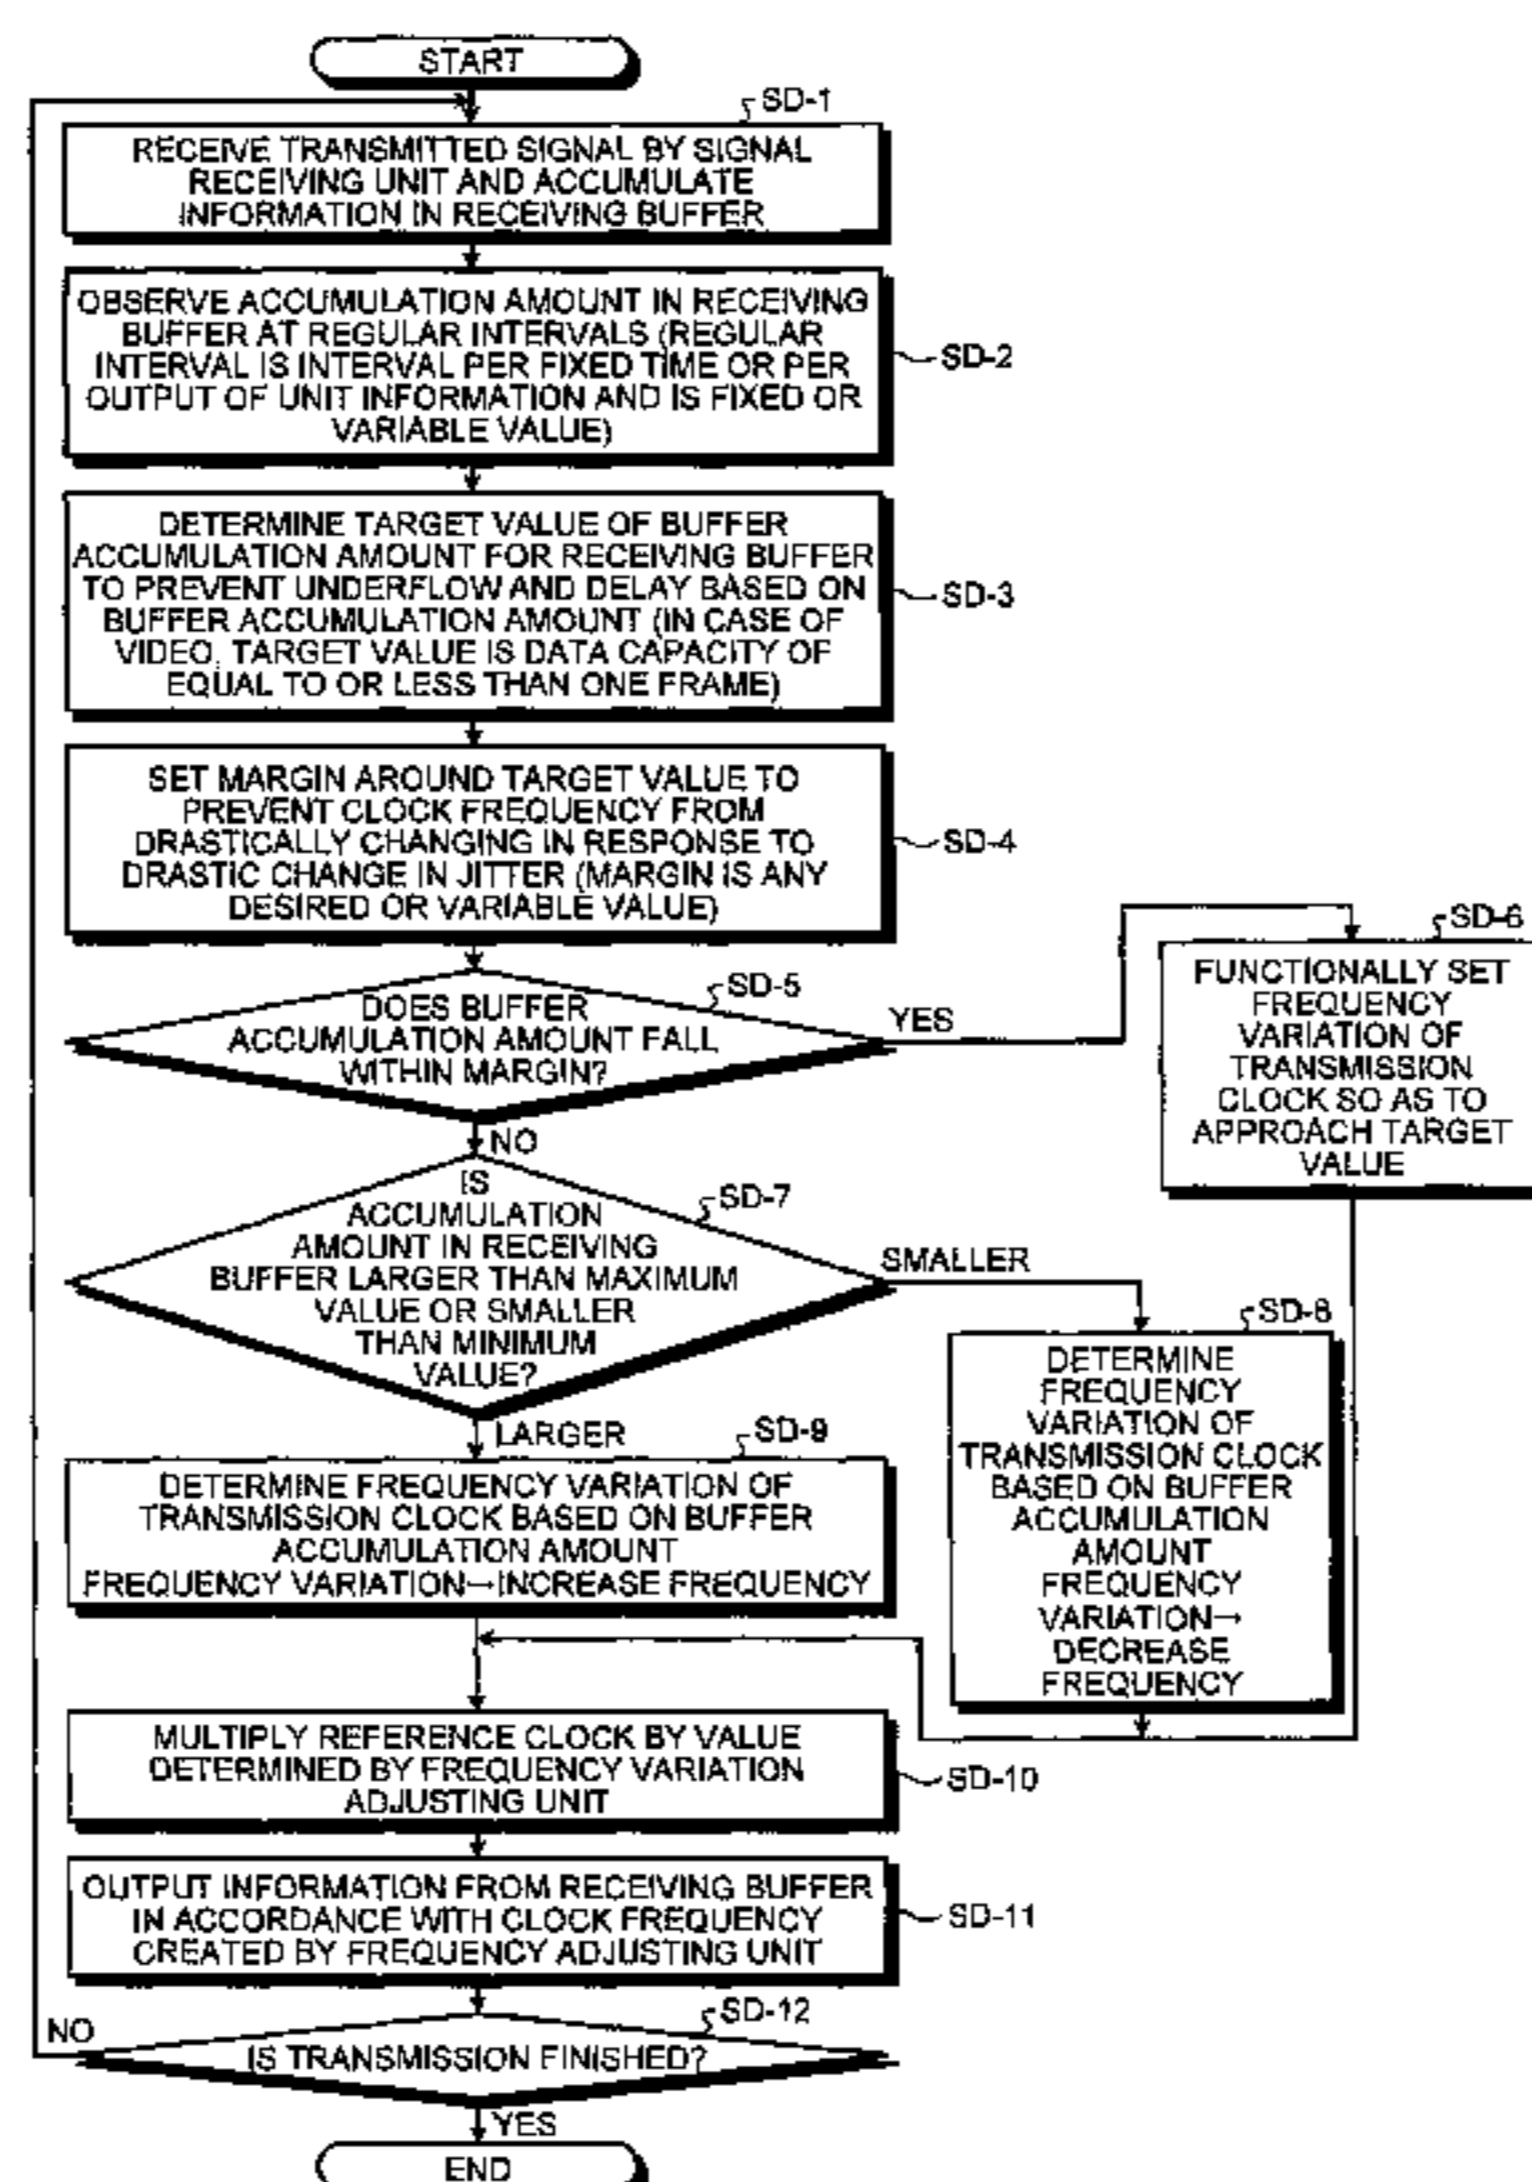 START
SD-1
RECEIVE TRANSMITTED SIGNAL BY SIGNAL
RECEIVING UNIT AND ACCUMULATE
INFORMATION IN RECEIVING BUFFER
OBSERVE ACCUMULATION AMOUNT IN RECEIVING
BUFFER AT REGULAR INTERVALS (REGULAR
INTERVAL IS INTERVAL PER FIXED TIME OR PER
OUTPUT OF UNIT INFORMATION AND IS FIXED OR
VARIABLE VALUE)
SD-2
DETERMINE TARGET VALUE OF BUFFER
ACCUMULATION AMOUNT FOR RECEIVING BUFFER
TO PREVENT UNDERFLOW AND DELAY BASED ON
BUFFER ACCUMULATION AMOUNT (IN CASE OF
VIDEO, TARGET VALUE IS DATA CAPACITY OF
EQUAL TO OR LESS THAN ONE FRAME)
SD-3
SET MARGIN AROUND TARGET VALUE TO
PREVENT CLOCK FREQUENCY FROM
DRASTICALLY CHANGING IN RESPONSE TO
DRASTIC CHANGE IN JITTER (MARGIN IS ANY
DESIRED OR VARIABLE VALUE)
SD-4
SD-5
DOES BUFFER
ACCUMULATION AMOUNT FALL
WITHIN MARGIN?
YES
NO
SD-6
FUNCTIONALLY SET
FREQUENCY
VARIATION OF
TRANSMISSION
CLOCK SO AS TO
APPROACH TARGET
VALUE
SD-7
IS
ACCUMULATION
AMOUNT IN RECEIVING
BUFFER LARGER THAN MAXIMUM
VALUE OR SMALLER
THAN MINIMUM
VALUE?
SMALLER
LARGER
SD-8
DETERMINE
FREQUENCY
VARIATION OF
TRANSMISSION CLOCK
BASED ON BUFFER
ACCUMULATION
AMOUNT
FREQUENCY
VARIATION→
DECREASE
FREQUENCY
SD-9
DETERMINE FREQUENCY VARIATION OF
TRANSMISSION CLOCK BASED ON BUFFER
ACCUMULATION AMOUNT
FREQUENCY VARIATION→INCREASE FREQUENCY
MULTIPLY REFERENCE CLOCK BY VALUE
DETERMINED BY FREQUENCY VARIATION
ADJUSTING UNIT
SD-10
OUTPUT INFORMATION FROM RECEIVING BUFFER
IN ACCORDANCE WITH CLOCK FREQUENCY
CREATED BY FREQUENCY ADJUSTING UNIT
SD-11
SD-12
IS TRANSMISSION FINISHED?
NO
YES
END